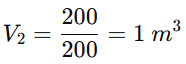 V₂ = 200/200 = 1 m³